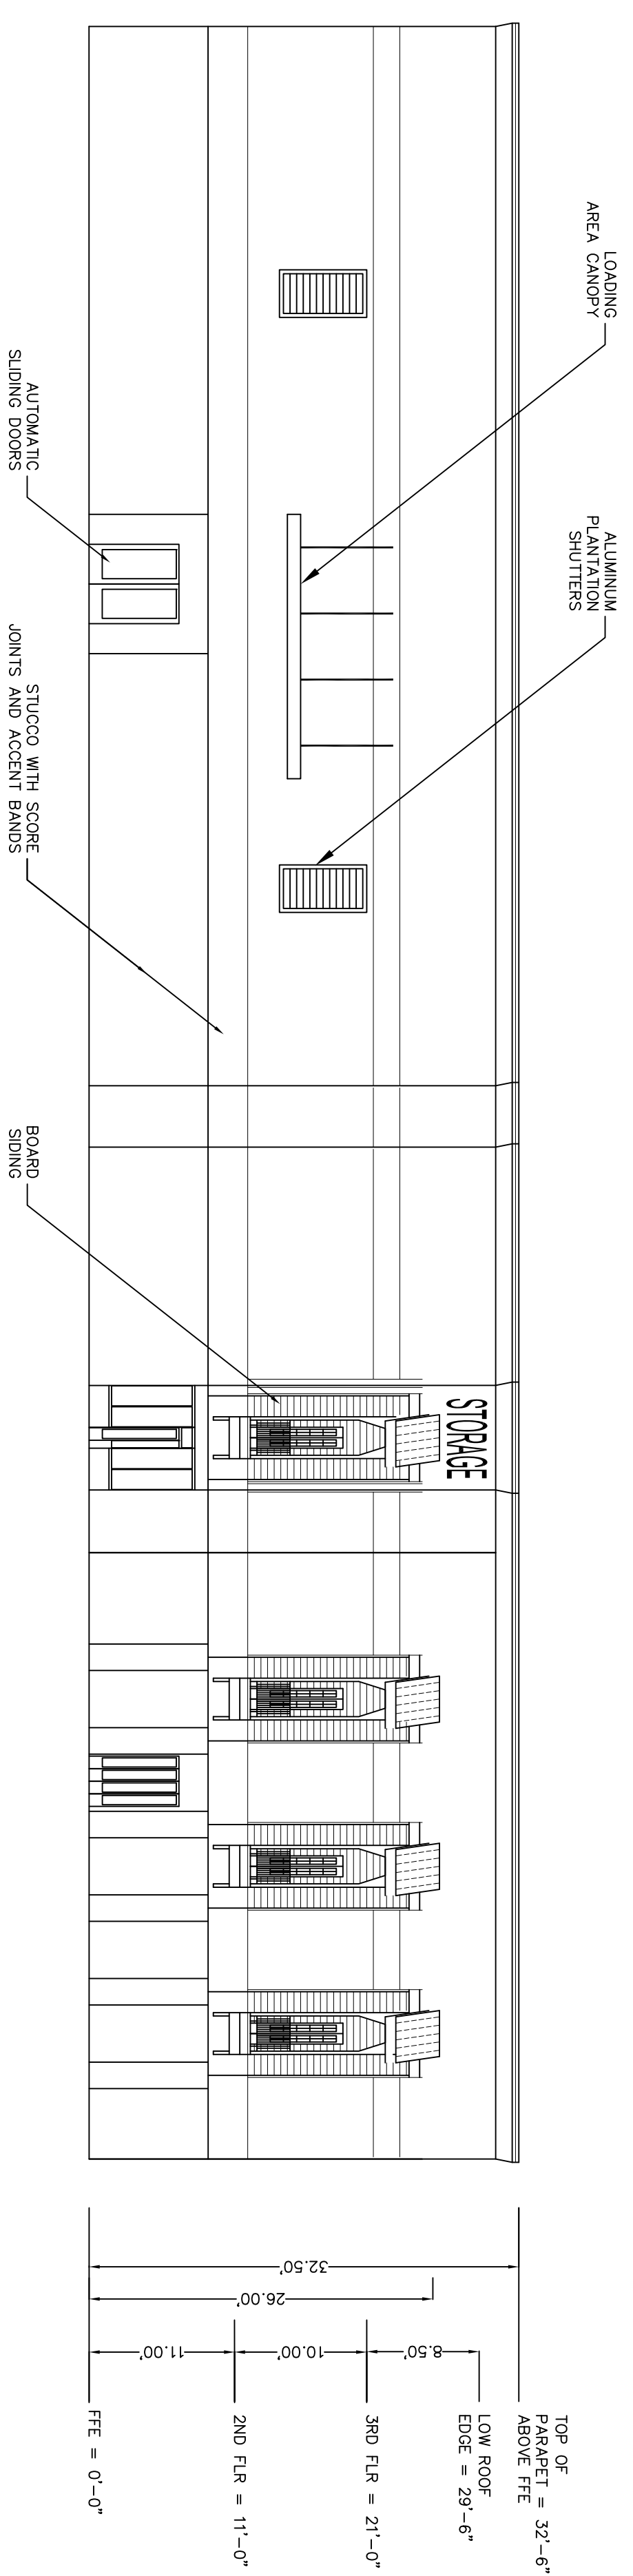 LOADING
AREA CANOPY
ALUMINUM
PLANTATION
SHUTTERS
STORAGE
TOP OF
PARAPET = 32'-6"
ABOVE FFE
LOW ROOF
EDGE = 29'-6"
3RD FLR = 21'-0"
2ND FLR = 11'-0"
FFE = 0'-0"
32.50'
26.00'
8.50'
10.00'
11.00'
AUTOMATIC
SLIDING DOORS
STUCCO WITH SCORE
JOINTS AND ACCENT BANDS
BOARD
SIDING